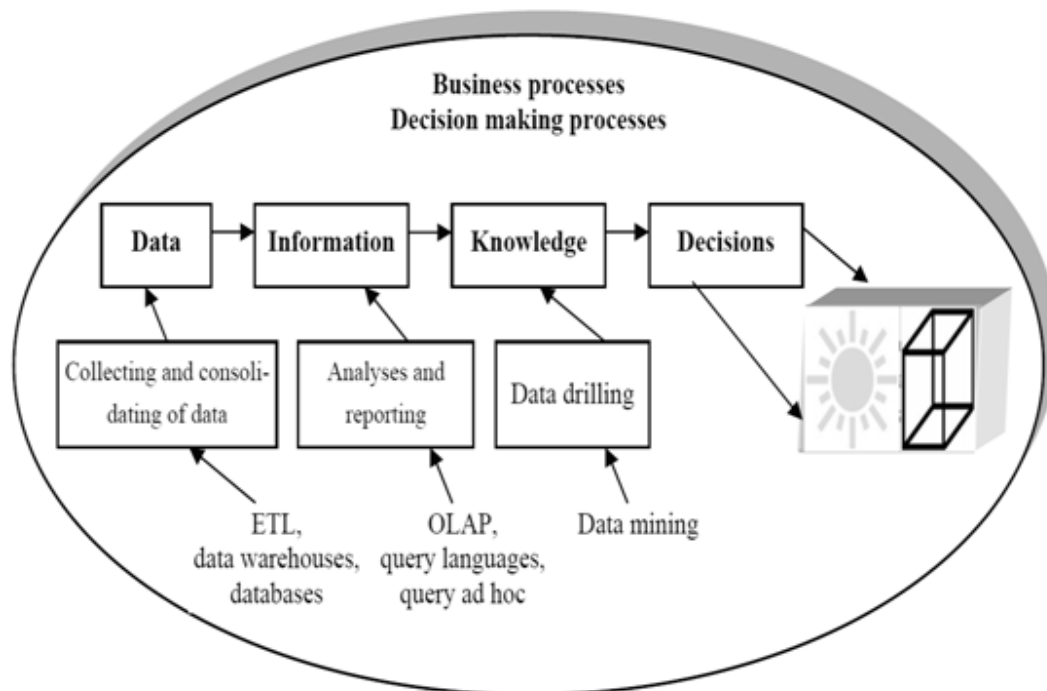 Business processes
Decision making processes
Data
Information
Knowledge
Decisions
Collecting and consoli-
dating of data
Analyses and
reporting
Data drilling
ETL,
data warehouses,
databases
OLAP,
query languages,
query ad hoc
Data mining